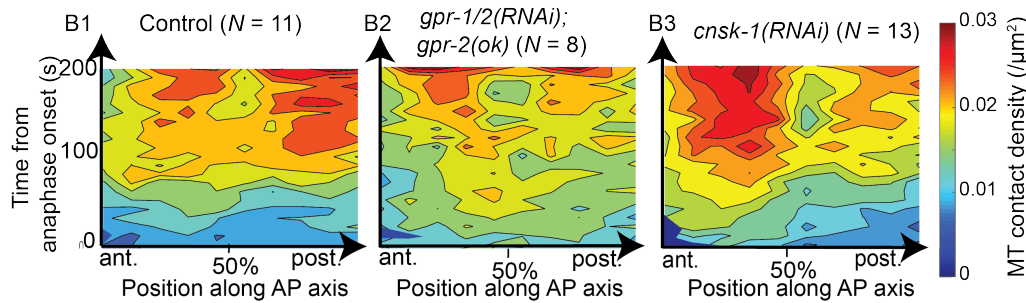 B1
Control (N = 11)
B2
gpr-1/2(RNAi);
gpr-2(ok) (N = 8)
B3
cnsk-1(RNAi) (N = 13)
Time from
anaphase onset (s)
200
100
0
ant.
50%
post.
Position along AP axis
ant.
50%
post.
Position along AP axis
ant.
50%
post.
Position along AP axis
0.03
0.02
0.01
0
MT contact density (/µm²)